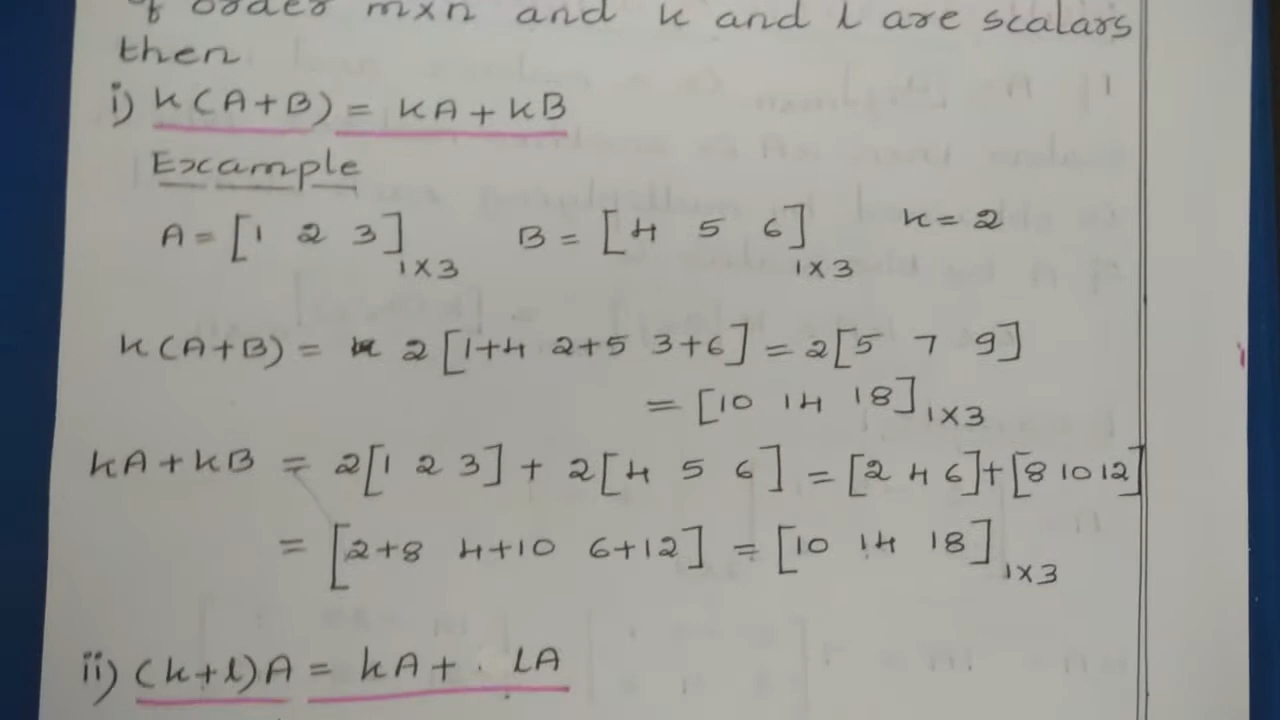 of order m×n and k and l are scalars
then
i) k(A+B) = kA + kB
Example
A = [1 2 3]1×3 B = [4 5 6]1×3 k = 2
k(A+B) = 2[1+4 2+5 3+6] = 2[5 7 9]
= [10 14 18]1×3
kA + kB = 2[1 2 3] + 2[4 5 6] = [2 4 6]+[8 10 12]
= [2+8 4+10 6+12] = [10 14 18]1×3
ii) (k+l)A = kA + lA